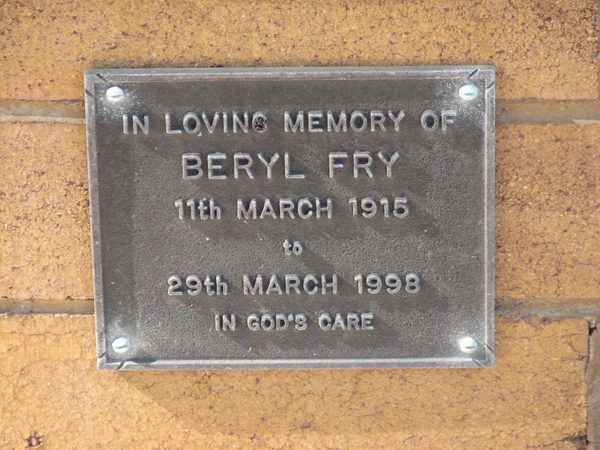 IN LOVING MEMORY OF
BERYL FRY
11th MARCH 1915
to
29th MARCH 1998
IN GOD'S CARE